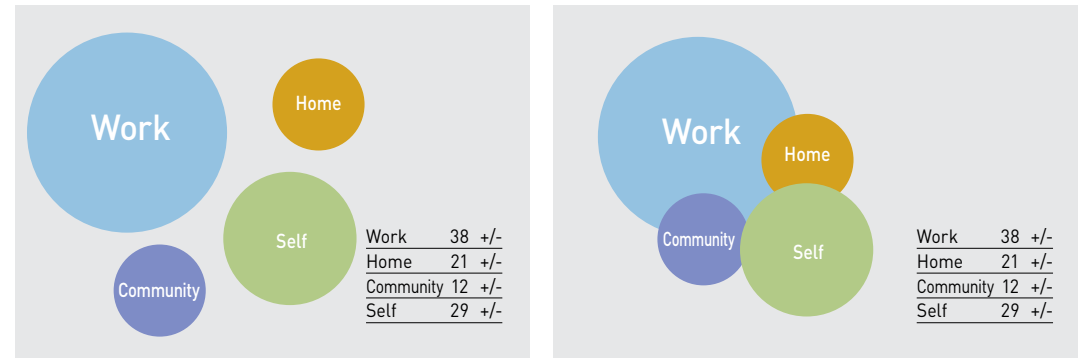 Work
Home
Self
Community
Work 38 +/-
Home 21 +/-
Community 12 +/-
Self 29 +/-
Work
Home
Community
Self
Work 38 +/-
Home 21 +/-
Community 12 +/-
Self 29 +/-